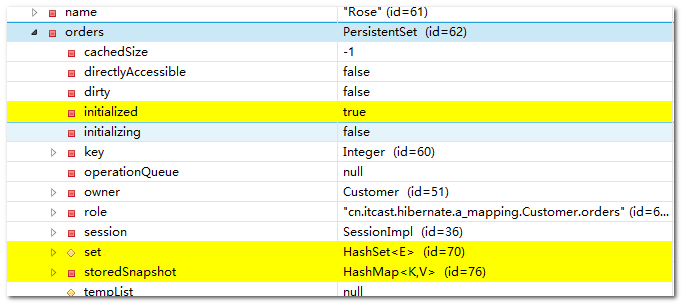 name "Rose" (id=61)
orders PersistentSet (id=62)
cachedSize -1
directlyAccessible false
dirty false
initialized true
initializing false
key Integer (id=60)
operationQueue null
owner Customer (id=51)
role "cn.itcast.hibernate.a_mapping.Customer.orders" (id=6...
session SessionImpl (id=36)
set HashSet<E> (id=70)
storedSnapshot HashMap<K,V> (id=76)
tempList null